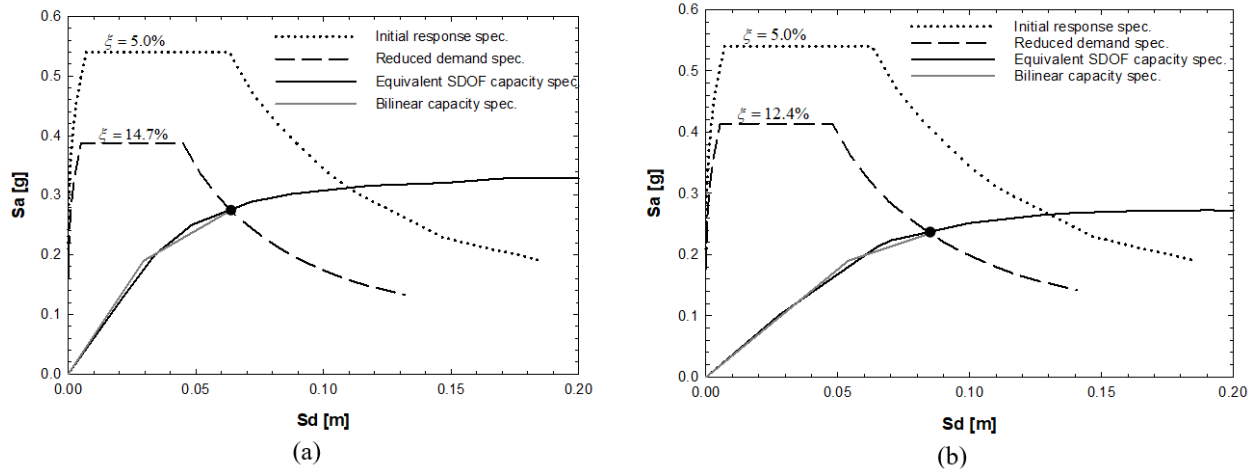 0.6
0.5
0.4
0.3
0.2
0.1
0.0
Sa [g]
ξ = 5.0%
ξ = 14.7%
Initial response spec.
Reduced demand spec.
Equivalent SDOF capacity spec.
Bilinear capacity spec.
0.00 0.05 0.10 0.15 0.20
Sd [m]
(a)
0.6
0.5
0.4
0.3
0.2
0.1
0.0
Sa [g]
ξ = 5.0%
ξ = 12.4%
Initial response spec.
Reduced demand spec.
Equivalent SDOF capacity spec.
Bilinear capacity spec.
0.00 0.05 0.10 0.15 0.20
Sd [m]
(b)